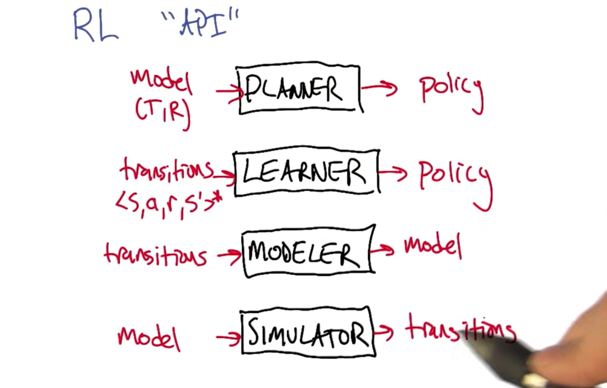 RL "API"
model → PLANNER → policy
(T,R)
transitions → LEARNER → policy
<s,a,r,s'>*
transitions → MODELER → model
model → SIMULATOR → transitions